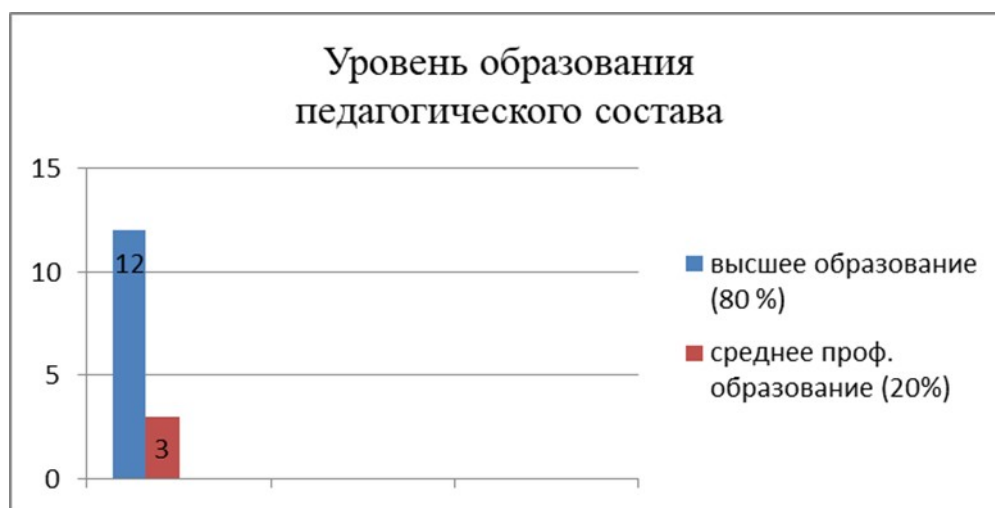 Уровень образования
педагогического состава
15
10
5
0
12
3
высшее образование
(80 %)
среднее проф.
образование (20%)